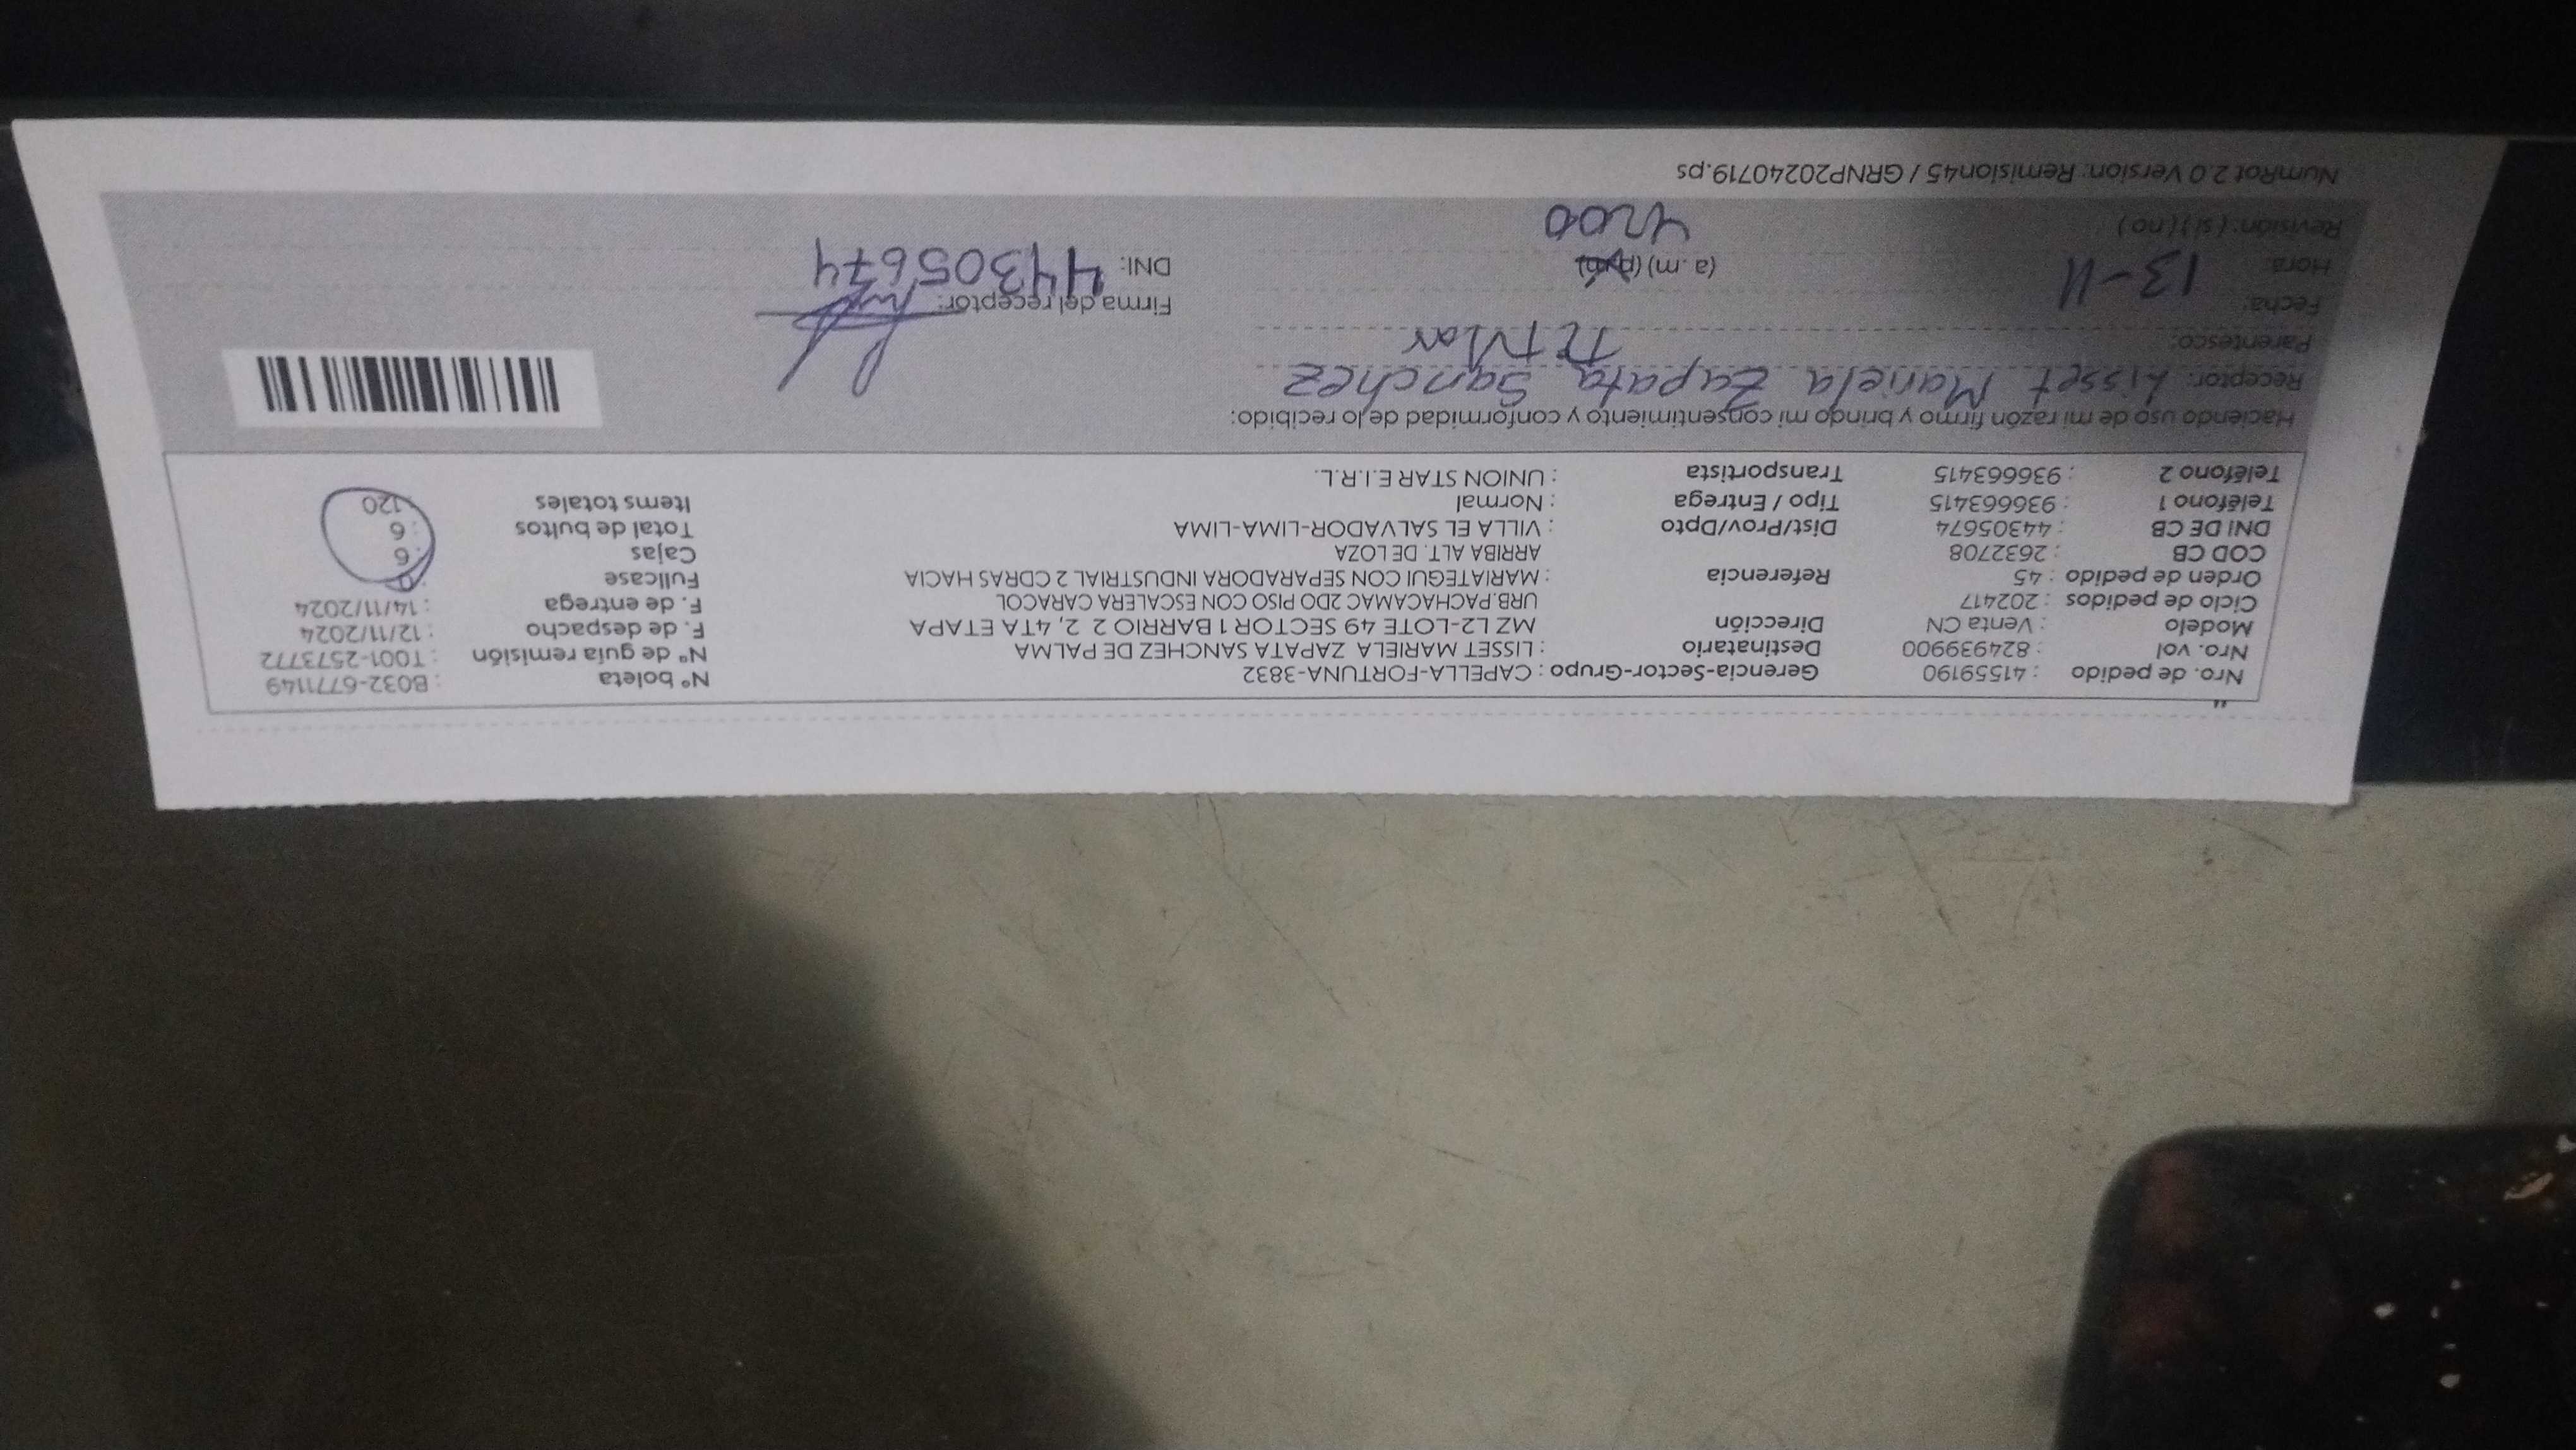 Nro. de pedido : 41559190 Gerencia-Sector-Grupo : CAPELLA-FORTUNA-3832 N° boleta : B032-6771149
Nro. vol : 824939900 Destinatario : LISSET MARIELA ZAPATA SANCHEZ DE PALMA N° de guía remisión : T001-2573772
Modelo : Venta CN Dirección MZ L2-LOTE 49 SECTOR 1 BARRIO 2 2, 4TA ETAPA F. de despacho : 12/11/2024
Ciclo de pedidos : 202417 URB.PACHACAMAC 2DO PISO CON ESCALERA CARACOL F. de entrega : 14/11/2024
Orden de pedido : 45 Referencia : MARIATEGUI CON SEPARADORA INDUSTRIAL 2 CDRAS HACIA Fullcase : 0
COD CB : 2632708 ARRIBA ALT. DE LOZA Cajas : 6
DNI DE CB : 44305674 Dist/Prov/Dpto : VILLA EL SALVADOR-LIMA-LIMA Total de bultos : 6
Teléfono 1 : 936663415 Tipo / Entrega : Normal Items totales : 120
Teléfono 2 : 936663415 Transportista : UNION STAR E.I.R.L.
Haciendo uso de mi razón firmo y brindo mi consentimiento y conformidad de lo recibido:
Receptor: Lisset Mariela Zapata Sanchez
Parentesco: Titular
Fecha: 13-11 Firma del receptor:
Hora: (a.m) (p.m) DNI: 44305674
Revisión: ( si ) ( no )
NumRot 2.0 Version: Remision45 / GRNP20240719.ps